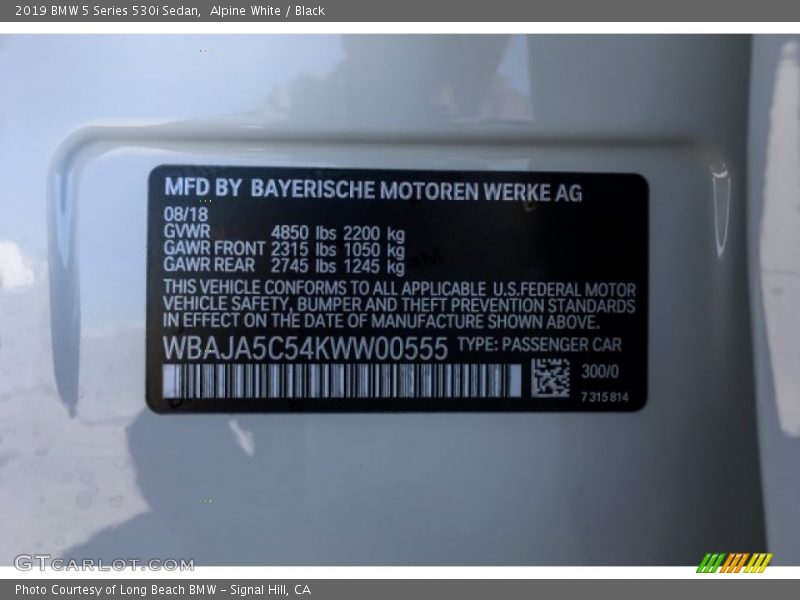 2019 BMW 5 Series 530i Sedan, Alpine White / Black
MFD BY BAYERISCHE MOTOREN WERKE AG
08/18
GVWR 4850 lbs 2200 kg
GAWR FRONT 2315 lbs 1050 kg
GAWR REAR 2745 lbs 1245 kg
THIS VEHICLE CONFORMS TO ALL APPLICABLE U.S.FEDERAL MOTOR
VEHICLE SAFETY, BUMPER AND THEFT PREVENTION STANDARDS
IN EFFECT ON THE DATE OF MANUFACTURE SHOWN ABOVE.
WBAJA5C54KWW00555 TYPE: PASSENGER CAR
300/0
7 315 814
GTCARLOT.COM
Photo Courtesy of Long Beach BMW - Signal Hill, CA